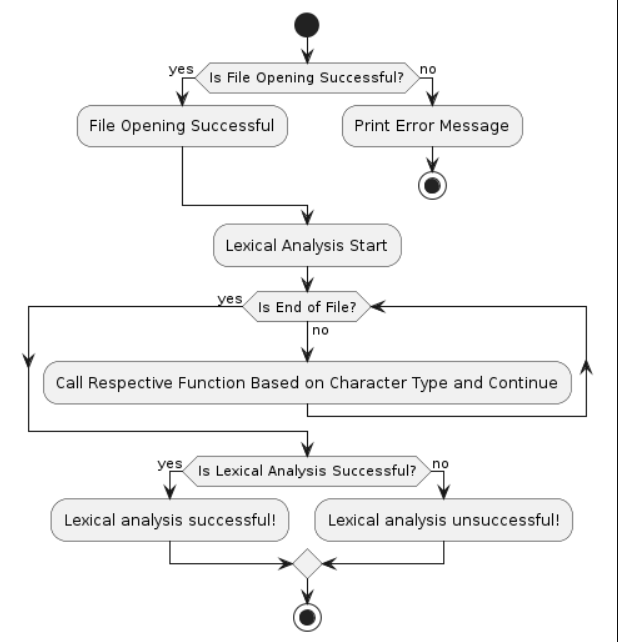 Is File Opening Successful?
yes
no
File Opening Successful
Print Error Message
Lexical Analysis Start
Is End of File?
yes
no
Call Respective Function Based on Character Type and Continue
Is Lexical Analysis Successful?
yes
no
Lexical analysis successful!
Lexical analysis unsuccessful!